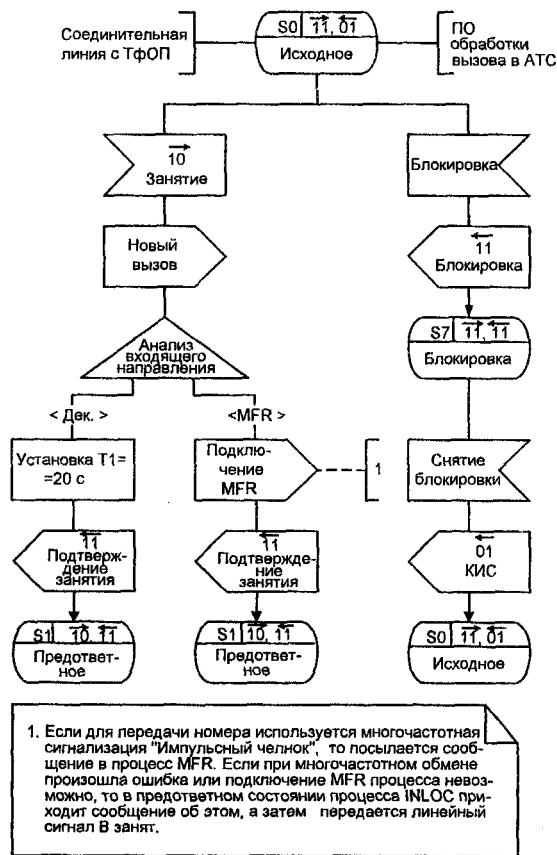 Соединительная
линия с ТфОП
S0 11, 01
Исходное
ПО
обработки
вызова в АТС
10
Занятие
Блокировка
Новый
вызов
11
Блокировка
Анализ
входящего
направления
S7 11, 11
Блокировка
< Дек. >
<MFR >
Установка Т1=
=20 с
Подклю-
чение
MFR
1
Снятие
блокировки
11
Подтверж-
дение
занятия
11
Подтвержде-
ние
занятия
01
КИС
S1 10, 11
Предответ-
ное
S1 10, 11
Предответ-
ное
S0 11, 01
Исходное
1. Если для передачи номера используется многочастотная
сигнализация "Импульсный челнок", то посылается сооб-
щение в процесс MFR. Если при многочастотном обмене
произошла ошибка или подключение MFR процесса невоз-
можно, то в предответном состоянии процесса INLOC при-
ходит сообщение об этом, а затем передается линейный
сигнал В занят.